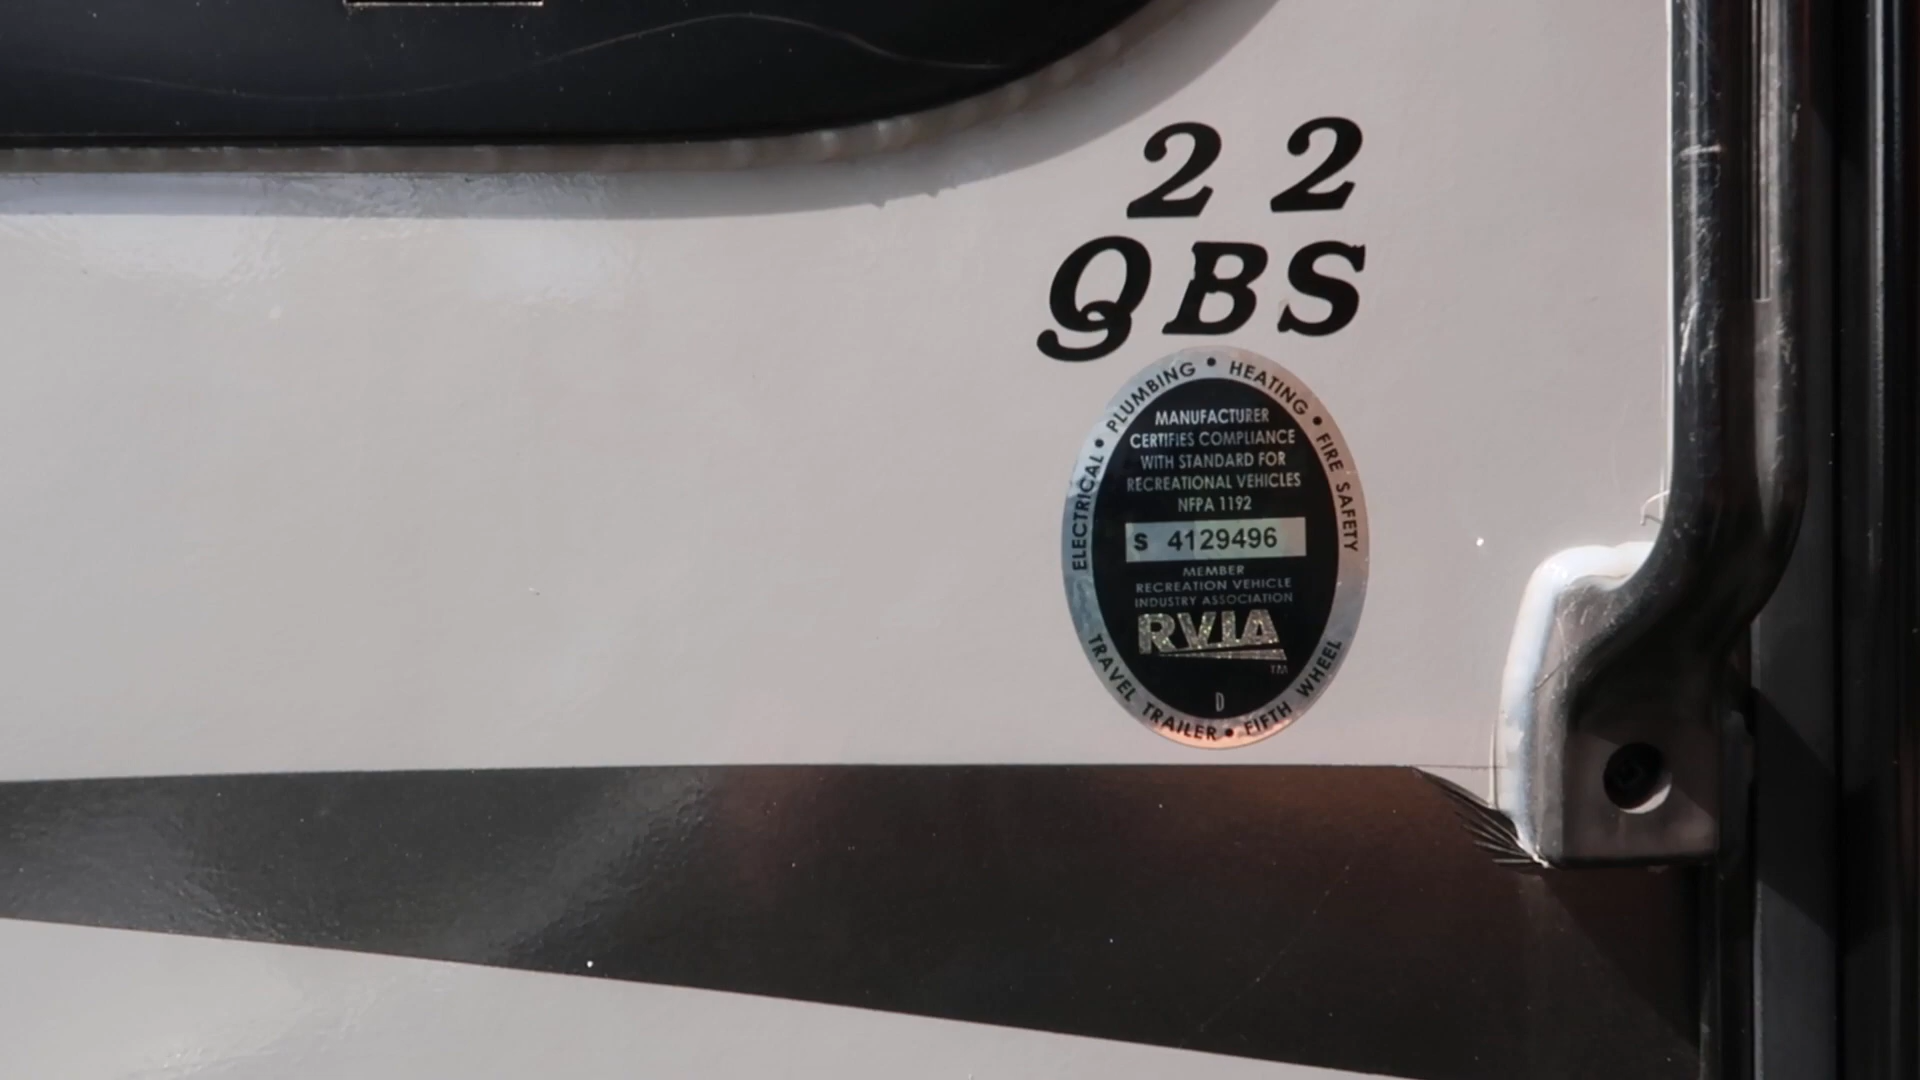 22
QBS
ELECTRICAL • PLUMBING • HEATING • FIRE SAFETY
MANUFACTURER
CERTIFIES COMPLIANCE
WITH STANDARD FOR
RECREATIONAL VEHICLES
NFPA 1192
S 4129496
MEMBER
RECREATION VEHICLE
INDUSTRY ASSOCIATION
RVIA
TM
D
TRAVEL TRAILER • FIFTH WHEEL